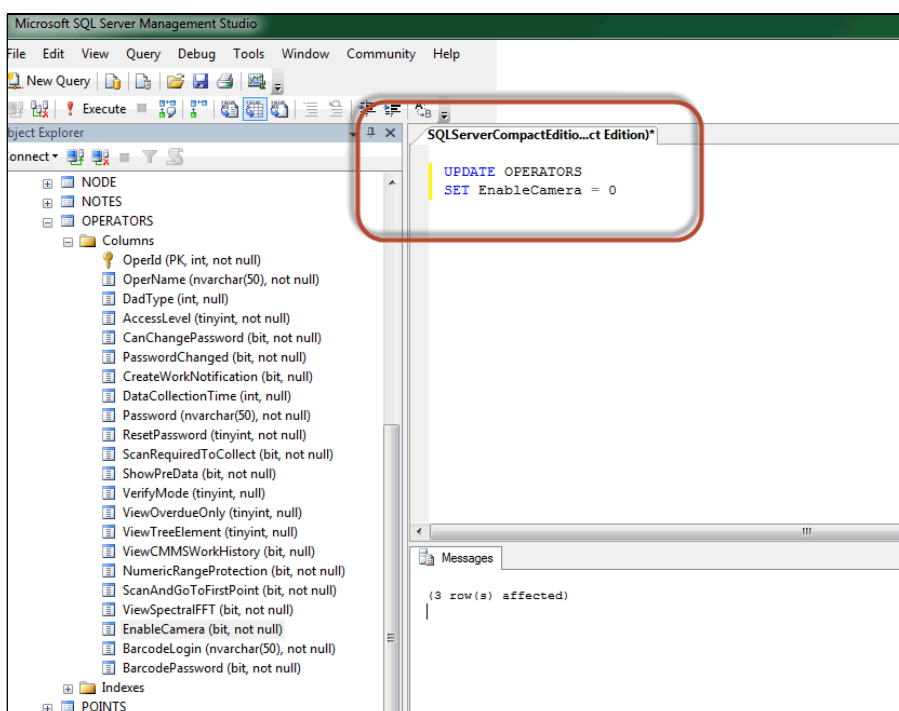 Microsoft SQL Server Management Studio
File Edit View Query Debug Tools Window Community Help
New Query
Execute
bject Explorer
SQLServerCompactEditio...ct Edition)*
onnect
UPDATE OPERATORS
SET EnableCamera = 0
NODE
NOTES
OPERATORS
Columns
OperId (PK, int, not null)
OperName (nvarchar(50), not null)
DadType (int, null)
AccessLevel (tinyint, not null)
CanChangePassword (bit, not null)
PasswordChanged (bit, not null)
CreateWorkNotification (bit, null)
DataCollectionTime (int, null)
Password (nvarchar(50), not null)
ResetPassword (tinyint, not null)
ScanRequiredToCollect (bit, not null)
ShowPreData (bit, not null)
VerifyMode (tinyint, null)
ViewOverdueOnly (tinyint, null)
ViewTreeElement (tinyint, null)
ViewCMMSWorkHistory (bit, null)
NumericRangeProtection (bit, not null)
ScanAndGoToFirstPoint (bit, not null)
ViewSpectralFFT (bit, not null)
EnableCamera (bit, not null)
BarcodeLogin (nvarchar(50), not null)
BarcodePassword (bit, not null)
Indexes
POINTS
Messages
(3 row(s) affected)